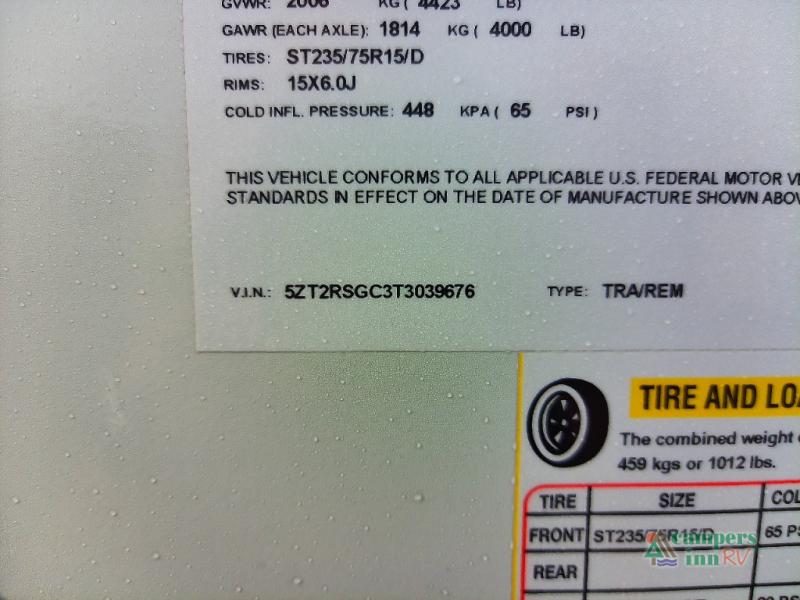 GVWR: 2006 KG ( 4423 LB)
GAWR (EACH AXLE): 1814 KG ( 4000 LB)
TIRES: ST235/75R15/D
RIMS: 15X6.0J
COLD INFL. PRESSURE: 448 KPA ( 65 PSI )
THIS VEHICLE CONFORMS TO ALL APPLICABLE U.S. FEDERAL MOTOR
STANDARDS IN EFFECT ON THE DATE OF MANUFACTURE SHOWN
V.I.N.: 5ZT2RSGC3T3039676 TYPE: TRA/REM
TIRE AND
The combined weight
459 kgs or 1012 lbs.
TIRE SIZE
FRONT ST235/75R15/D 65
REAR
campers
inn RV